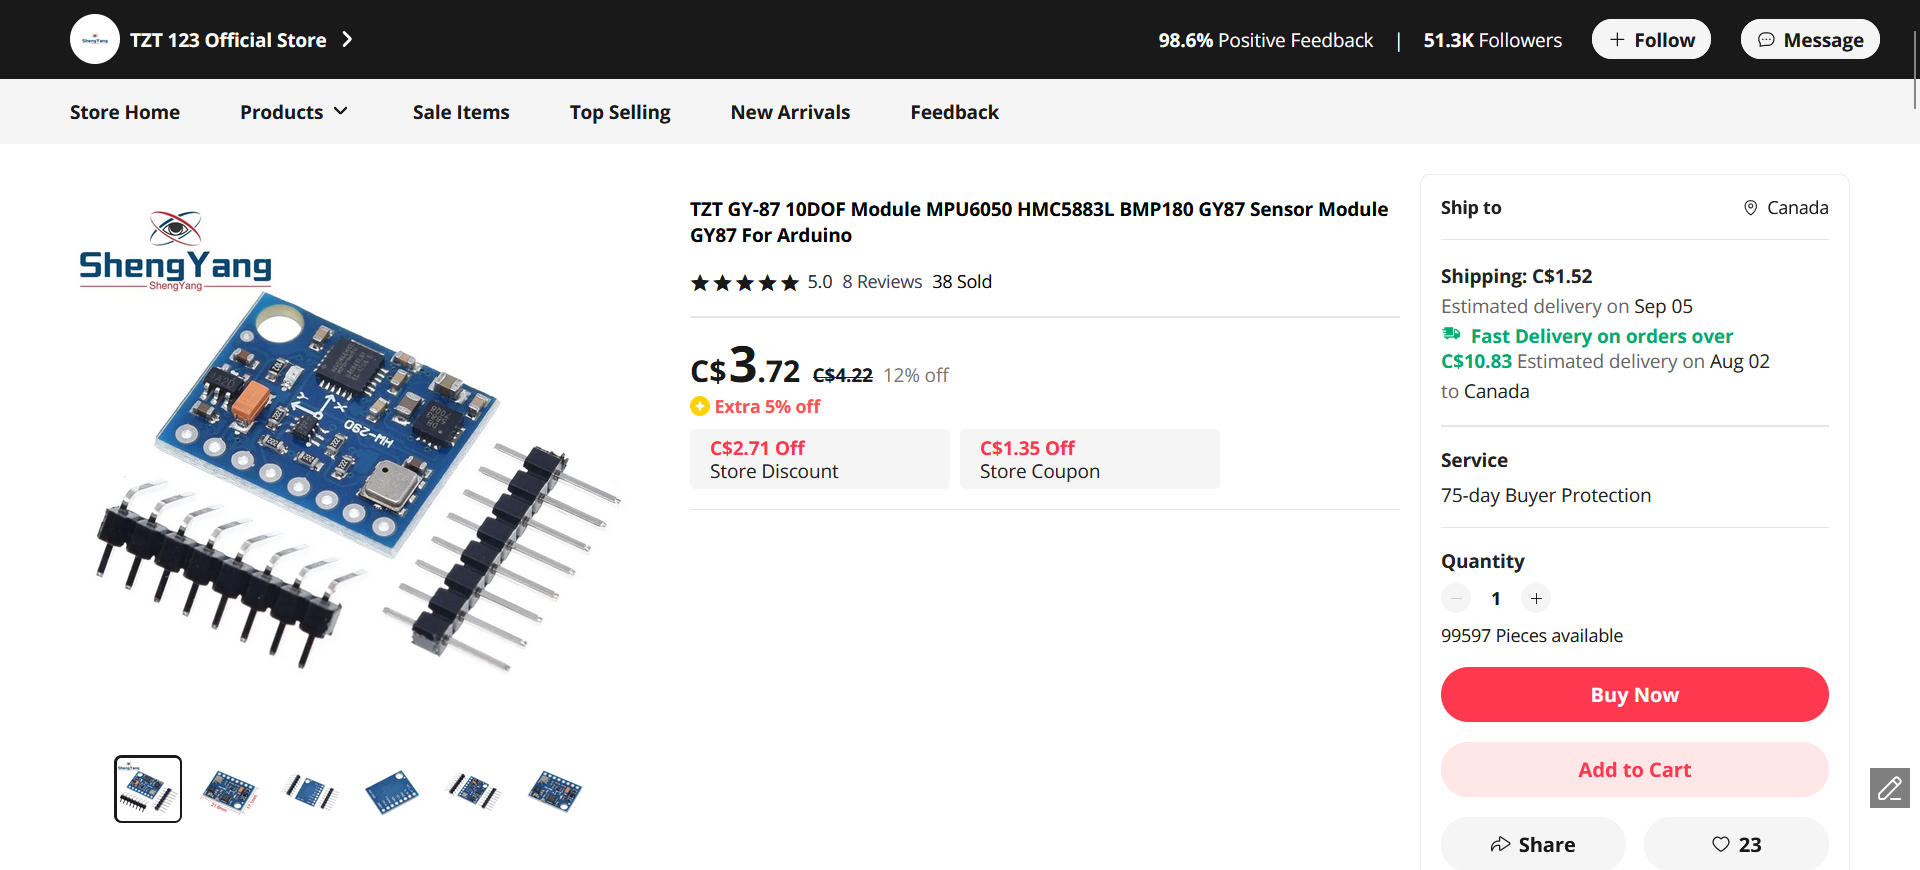 TZT 123 Official Store
98.6% Positive Feedback | 51.3K Followers
Follow
Message
Store Home
Products
Sale Items
Top Selling
New Arrivals
Feedback
ShengYang
ShengYang
HW-290
X
Y
TZT GY-87 10DOF Module MPU6050 HMC5883L BMP180 GY87 Sensor Module
GY87 For Arduino
5.0 8 Reviews 38 Sold
C$3.72 C$4.22 12% off
Extra 5% off
C$2.71 Off
Store Discount
C$1.35 Off
Store Coupon
Ship to
Canada
Shipping: C$1.52
Estimated delivery on Sep 05
Fast Delivery on orders over
C$10.83 Estimated delivery on Aug 02
to Canada
Service
75-day Buyer Protection
Quantity
1
99597 Pieces available
Buy Now
Add to Cart
Share
23